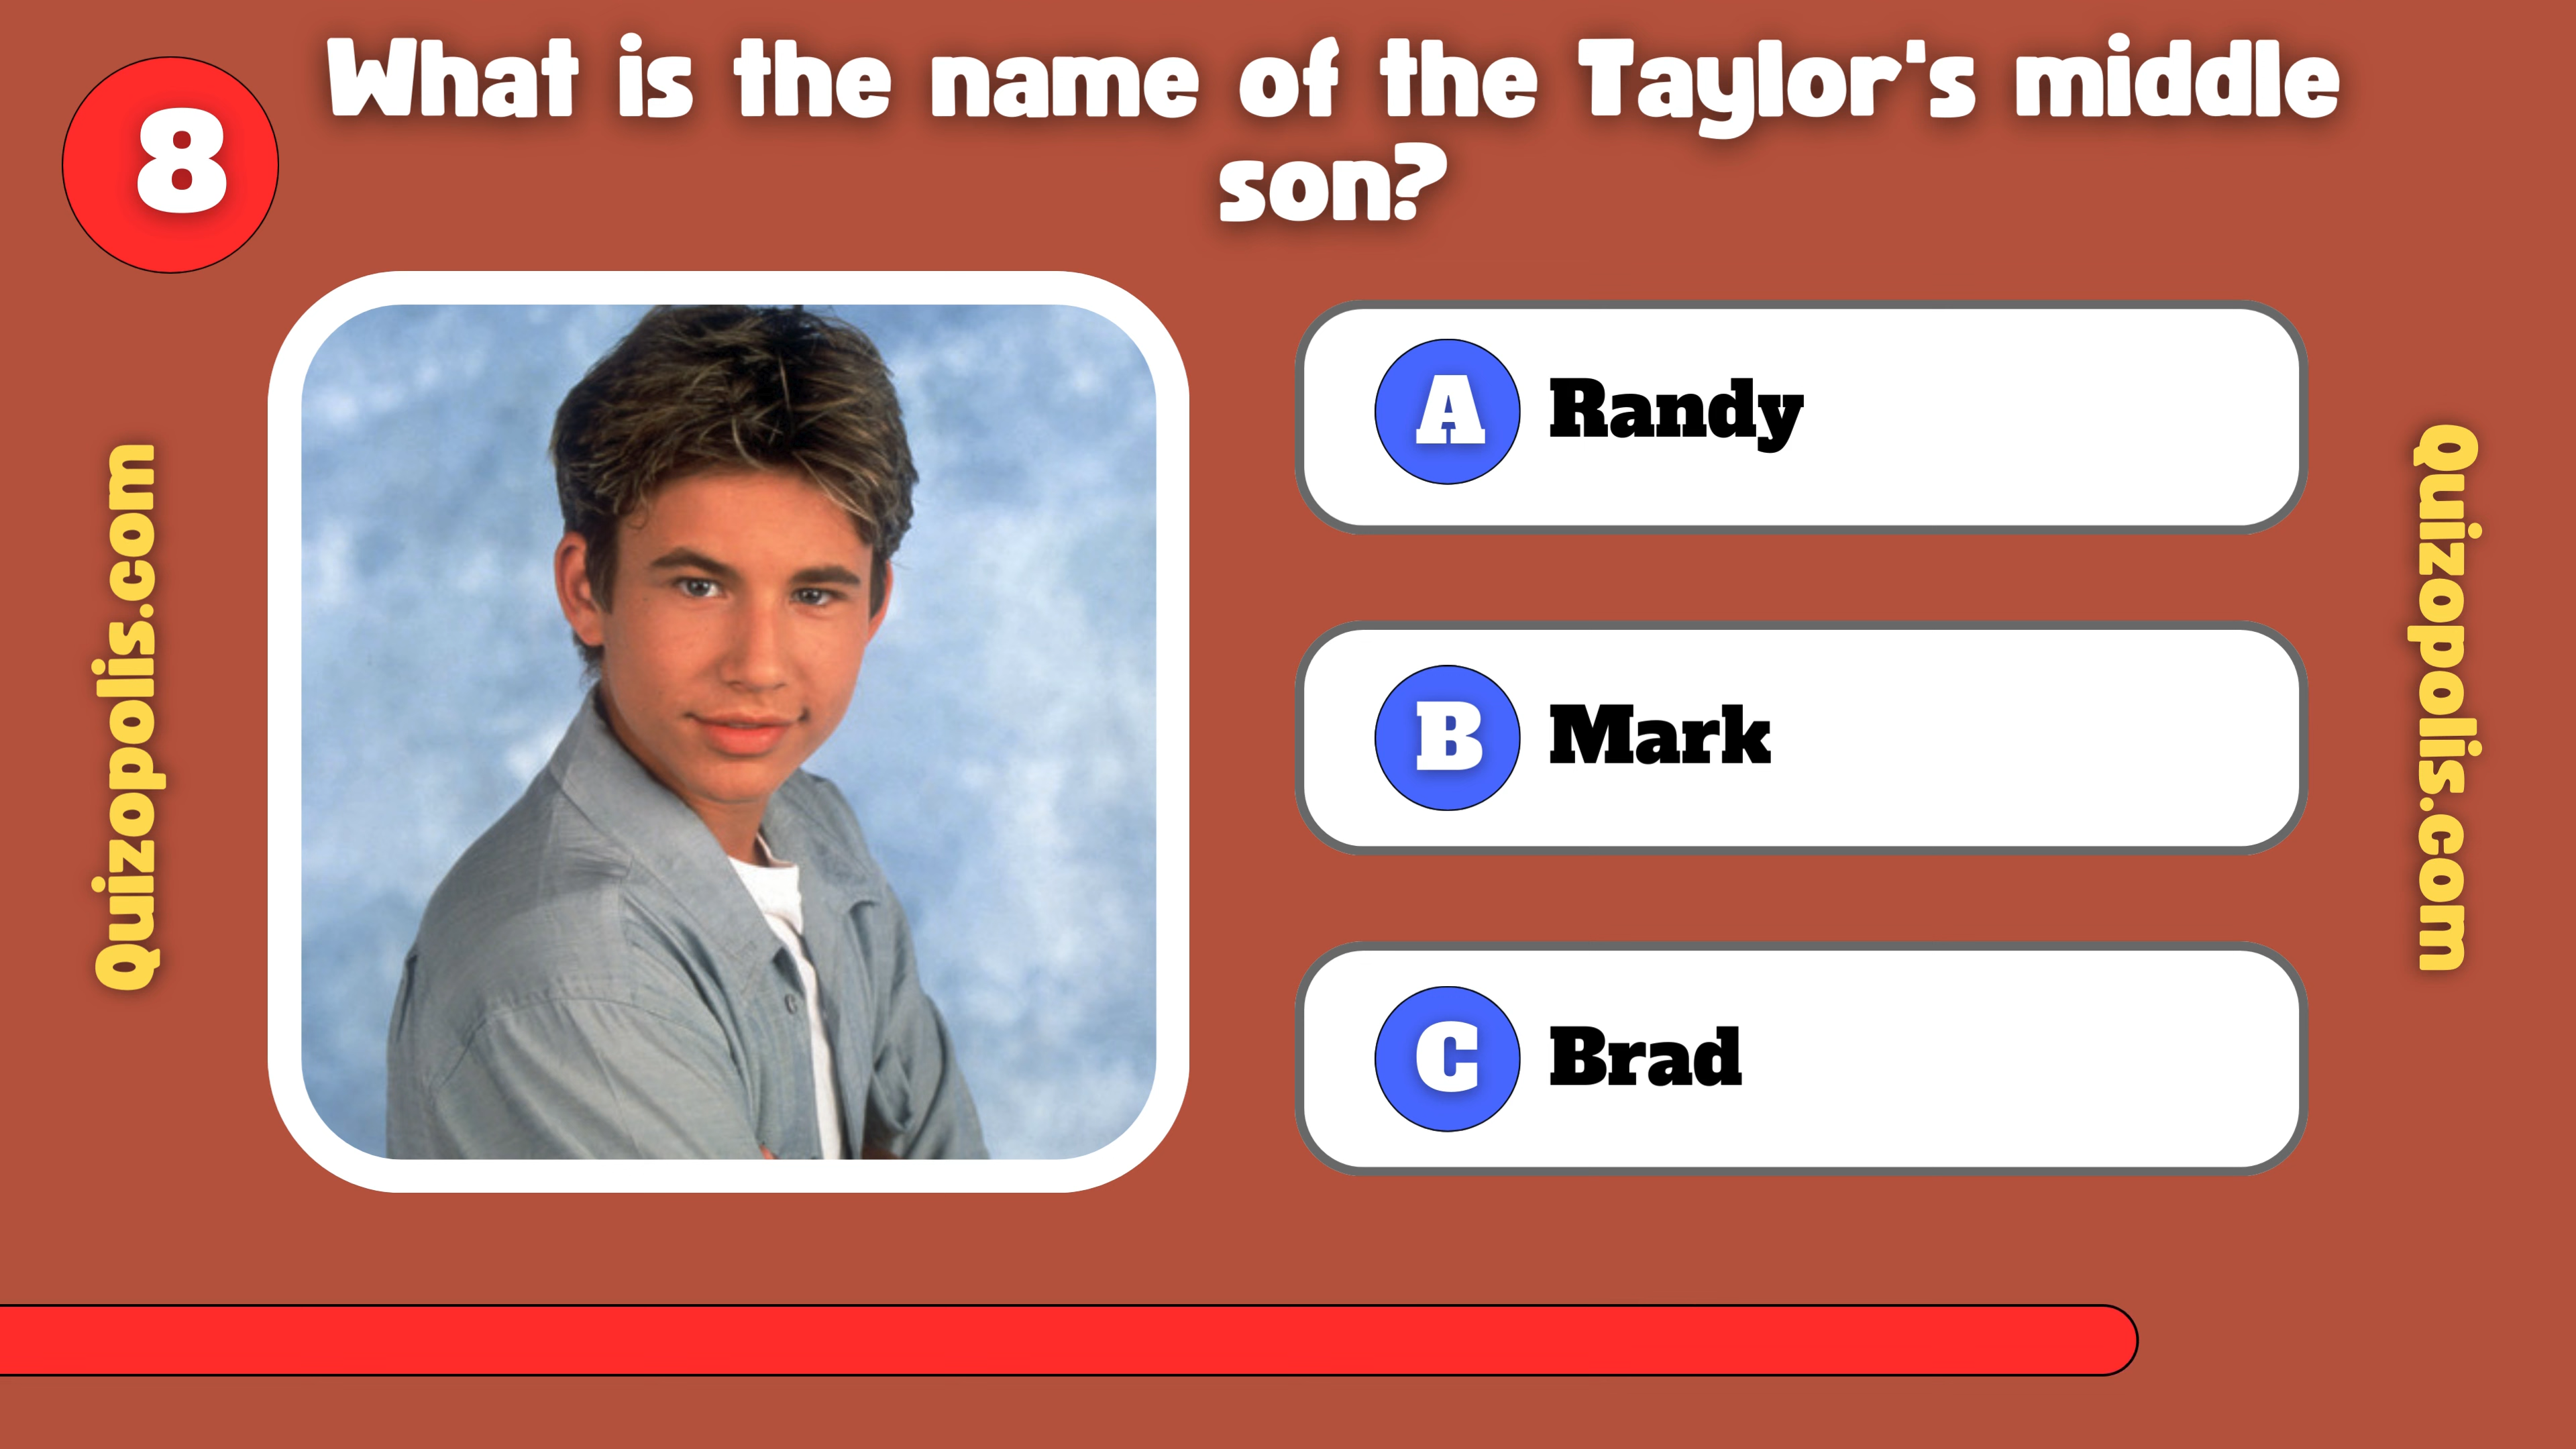 8
What is the name of the Taylor's middle
son?
Quizopolis.com
A Randy
B Mark
C Brad
Quizopolis.com